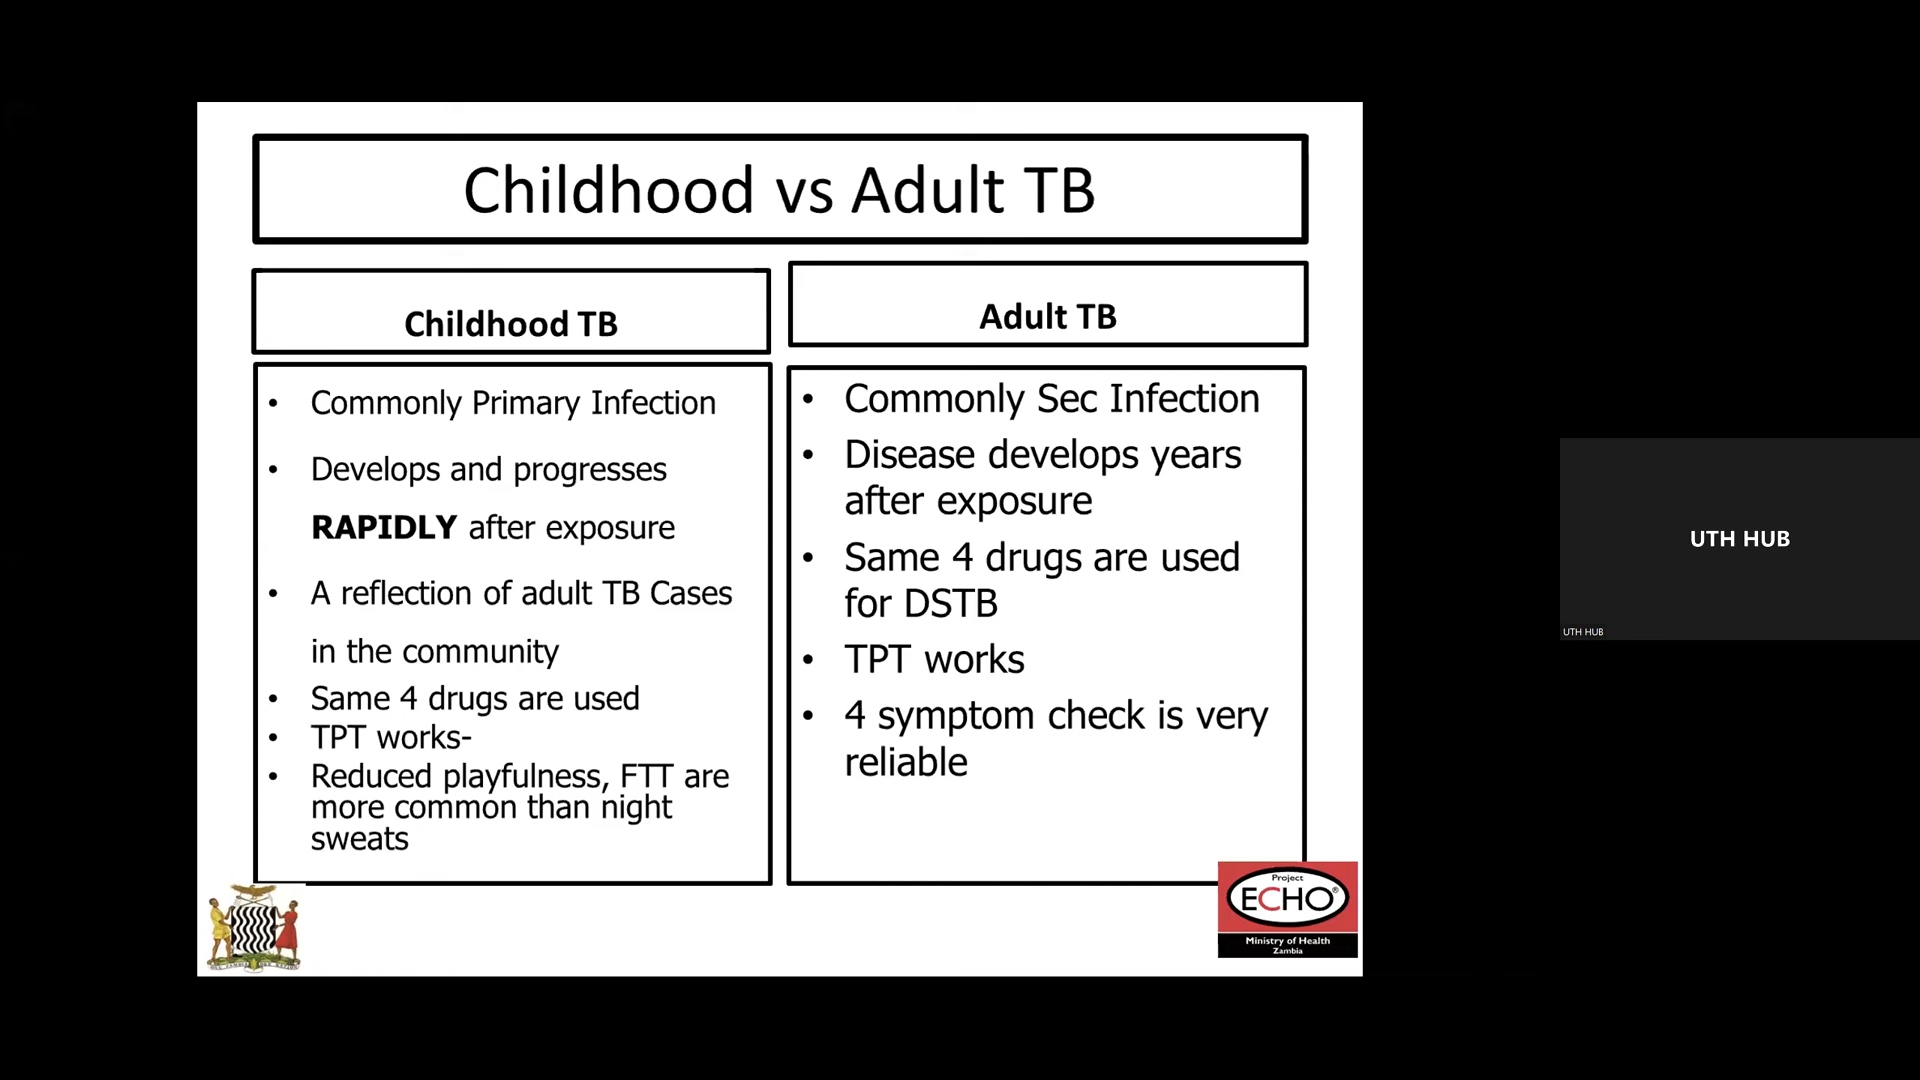 Childhood vs Adult TB
Childhood TB
• Commonly Primary Infection
• Develops and progresses
RAPIDLY after exposure
• A reflection of adult TB Cases
in the community
• Same 4 drugs are used
• TPT works-
• Reduced playfulness, FTT are
more common than night
sweats
Adult TB
• Commonly Sec Infection
• Disease develops years
after exposure
• Same 4 drugs are used
for DSTB
• TPT works
• 4 symptom check is very
reliable
Project
ECHO®
Ministry of Health
Zambia
UTH HUB
UTH HUB